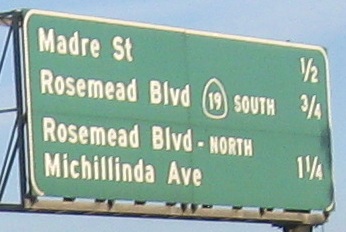 Madre St 1/2
Rosemead Blvd 19 SOUTH 3/4
Rosemead Blvd - NORTH
Michillinda Ave 1 1/4